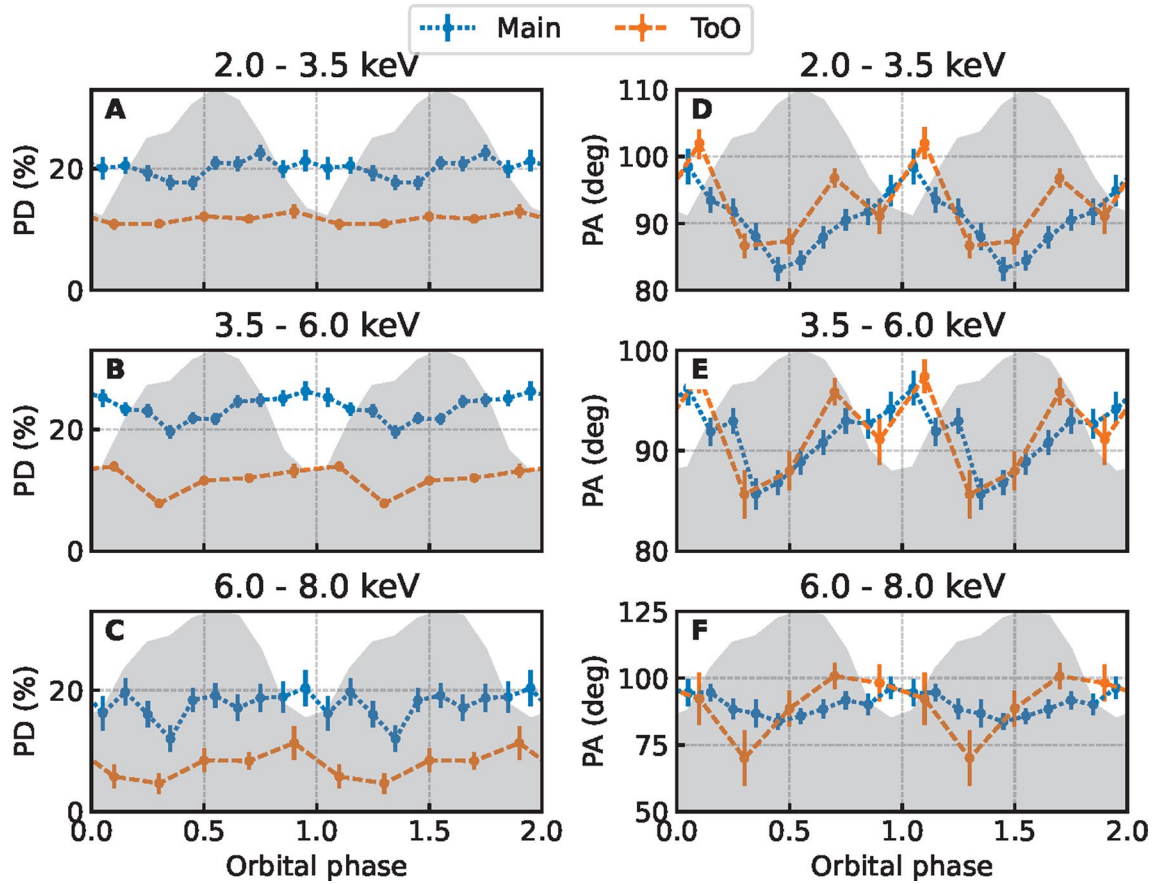 Main ToO
2.0 - 3.5 keV
A
PD (%)
20
0
2.0 - 3.5 keV
D
PA (deg)
110
100
90
80
3.5 - 6.0 keV
B
PD (%)
20
0
3.5 - 6.0 keV
E
PA (deg)
100
90
80
6.0 - 8.0 keV
C
PD (%)
20
0
0.0 0.5 1.0 1.5 2.0
Orbital phase
6.0 - 8.0 keV
F
PA (deg)
125
100
75
50
0.0 0.5 1.0 1.5 2.0
Orbital phase